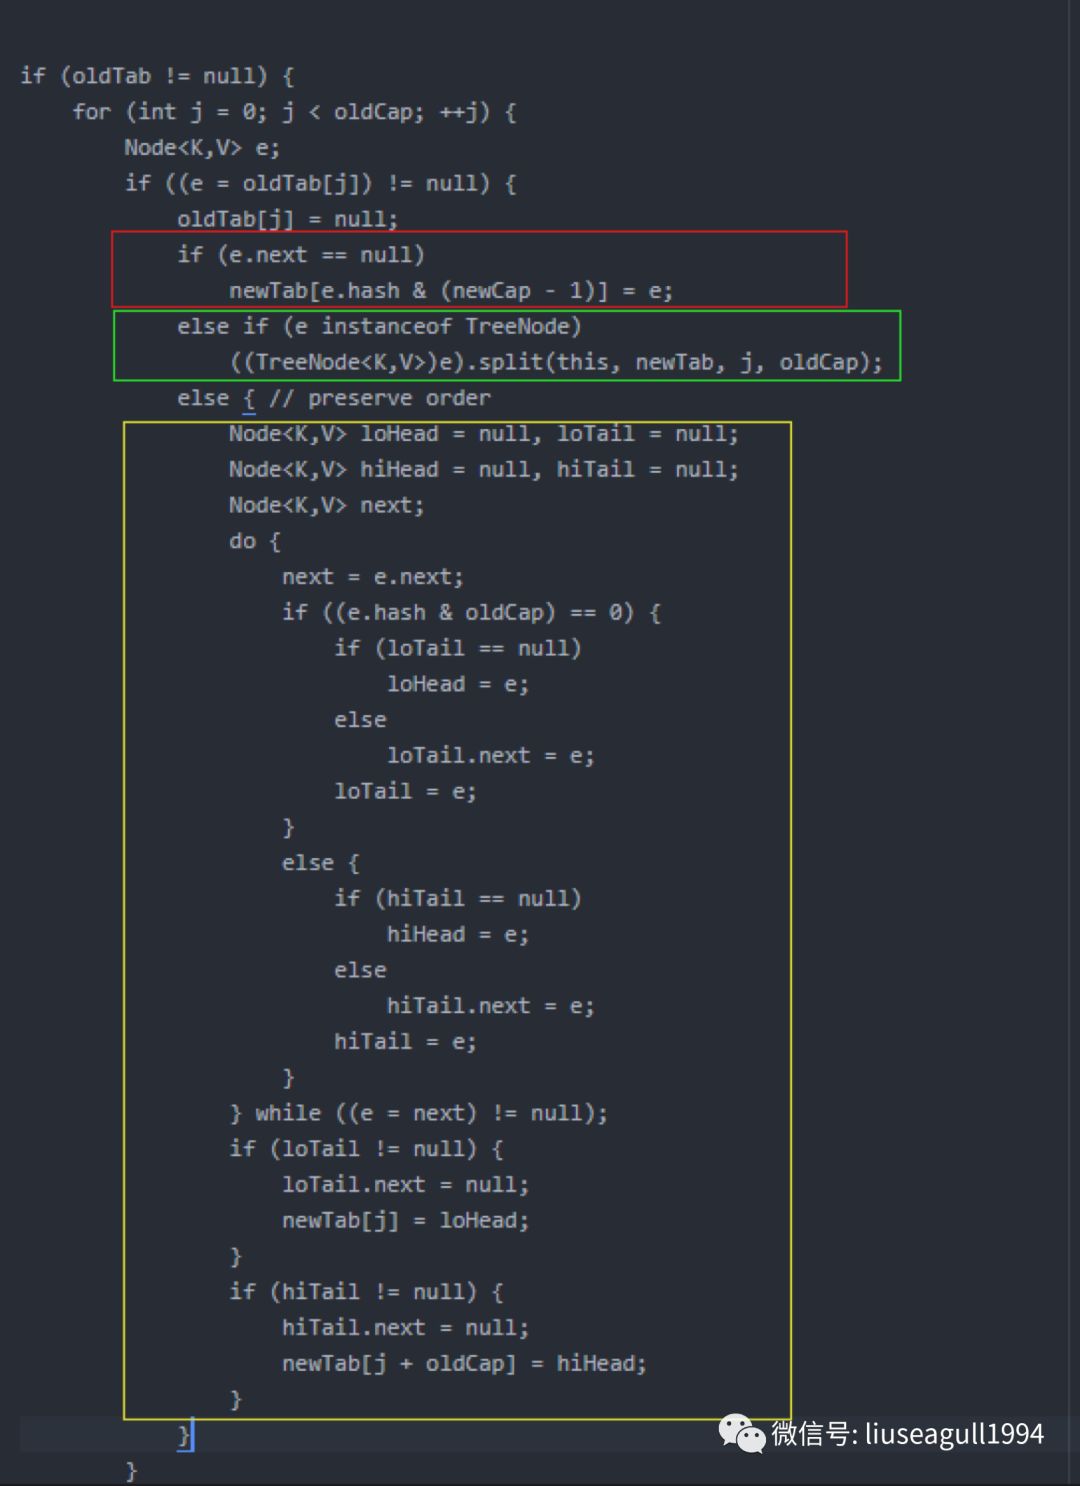 if (oldTab != null) {
    for (int j = 0; j < oldCap; ++j) {
        Node<K,V> e;
        if ((e = oldTab[j]) != null) {
            oldTab[j] = null;
            if (e.next == null)
                newTab[e.hash & (newCap - 1)] = e;
            else if (e instanceof TreeNode)
                ((TreeNode<K,V>)e).split(this, newTab, j, oldCap);
            else { // preserve order
                Node<K,V> loHead = null, loTail = null;
                Node<K,V> hiHead = null, hiTail = null;
                Node<K,V> next;
                do {
                    next = e.next;
                    if ((e.hash & oldCap) == 0) {
                        if (loTail == null)
                            loHead = e;
                        else
                            loTail.next = e;
                        loTail = e;
                    }
                    else {
                        if (hiTail == null)
                            hiHead = e;
                        else
                            hiTail.next = e;
                        hiTail = e;
                    }
                } while ((e = next) != null);
                if (loTail != null) {
                    loTail.next = null;
                    newTab[j] = loHead;
                }
                if (hiTail != null) {
                    hiTail.next = null;
                    newTab[j + oldCap] = hiHead;
                }
            }
        }
微信号: liuseagull1994